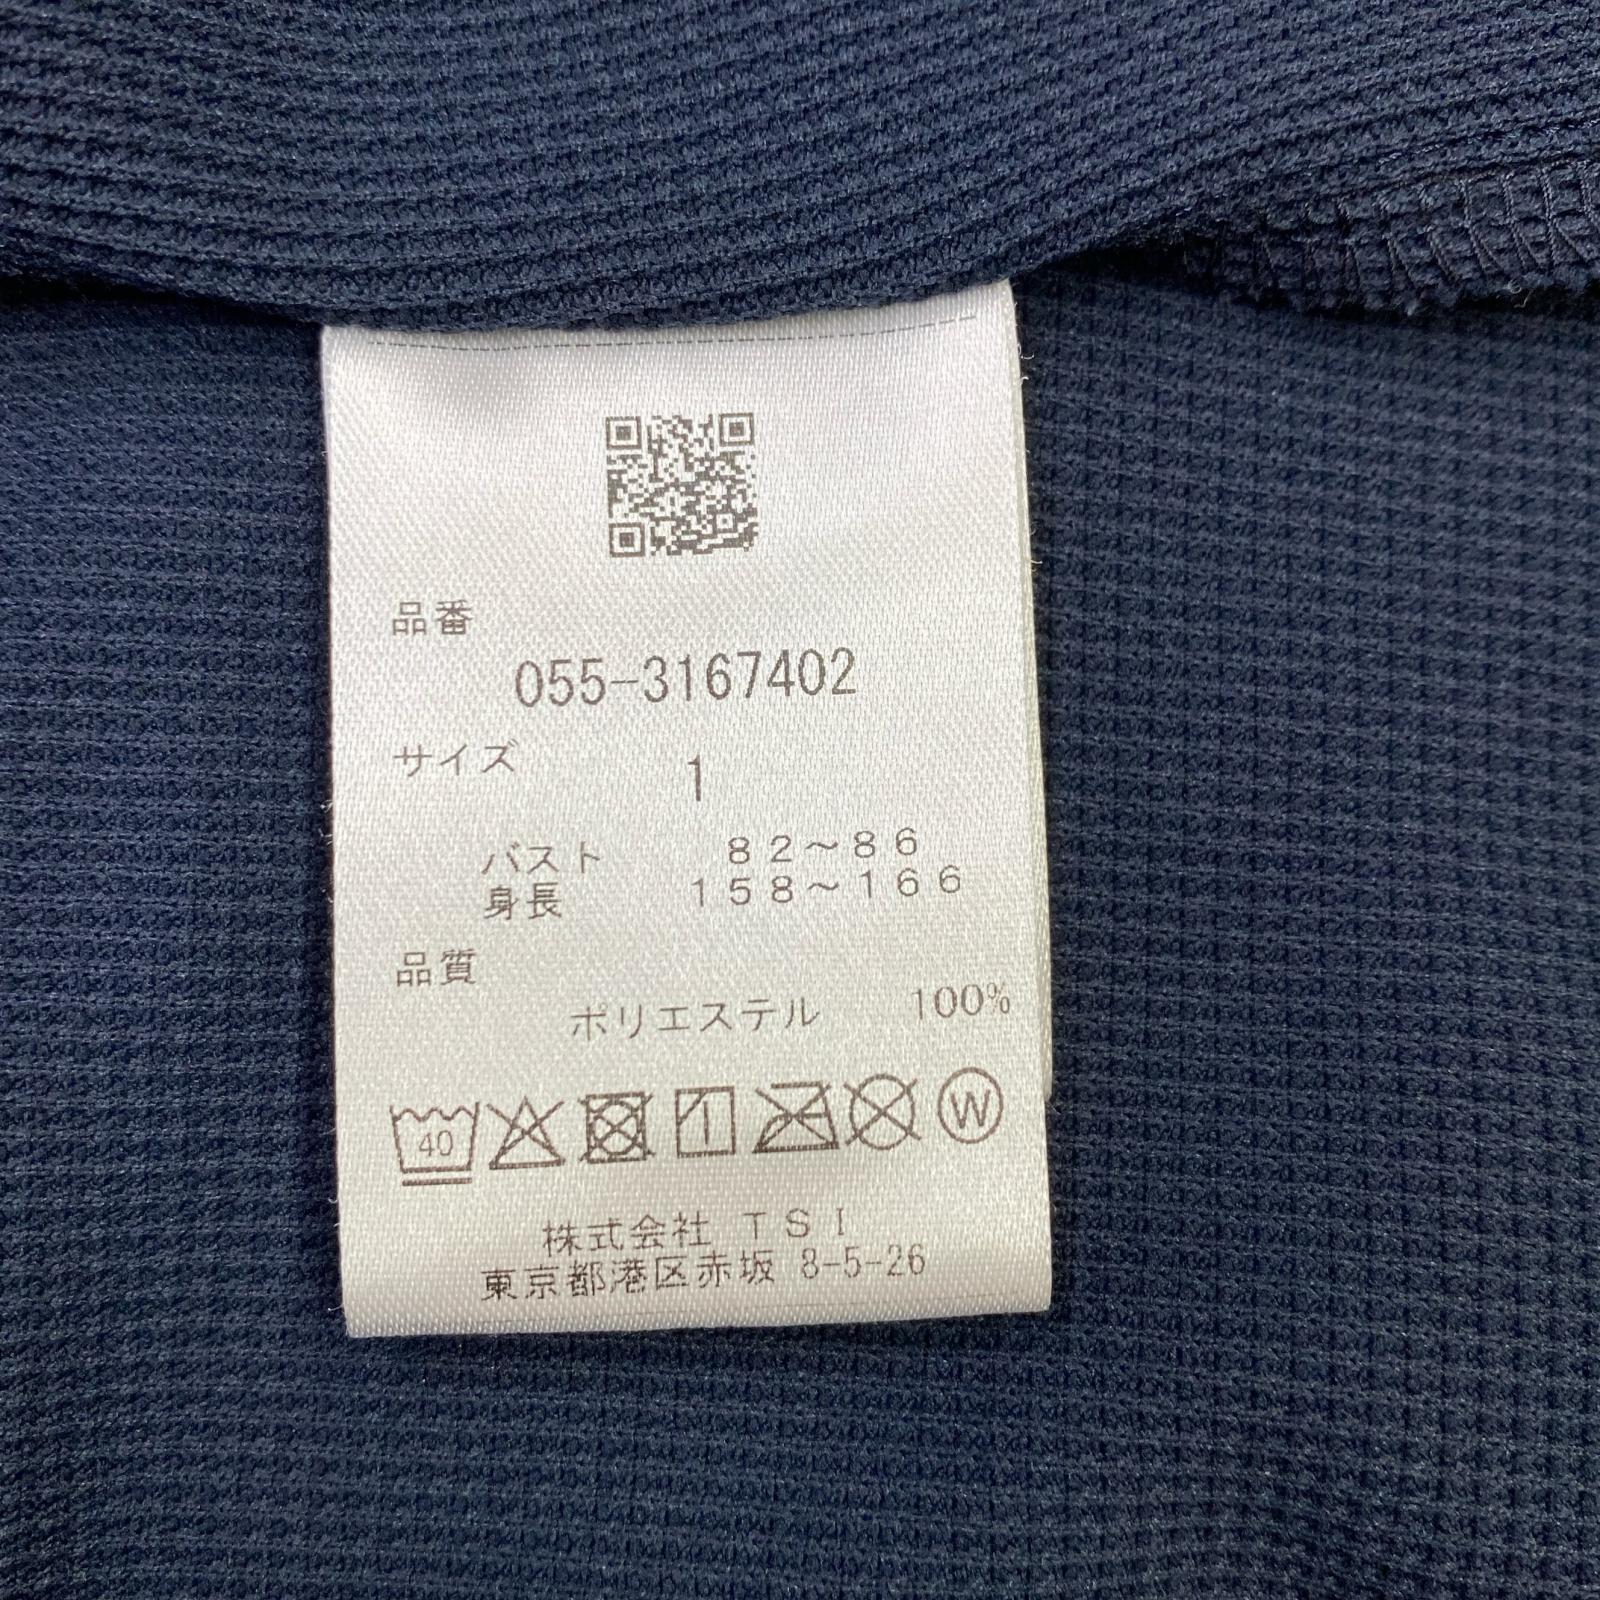 品番
055-3167402
サイズ 1
バスト 82～86
身長 158～166
品質
ポリエステル 100%
40 W
株式会社 TSI
東京都港区赤坂 8-5-26